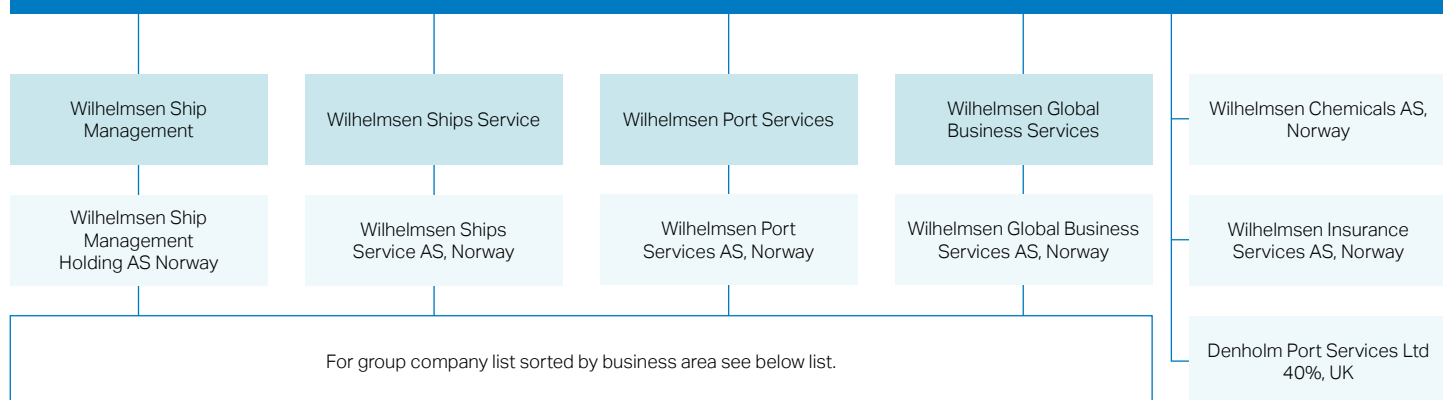 Wilhelmsen Ship
Management
Wilhelmsen Ships Service
Wilhelmsen Port Services
Wilhelmsen Global
Business Services
Wilhelmsen Chemicals AS,
Norway
Wilhelmsen Ship
Management
Holding AS Norway
Wilhelmsen Ships
Service AS, Norway
Wilhelmsen Port
Services AS, Norway
Wilhelmsen Global Business
Services AS, Norway
Wilhelmsen Insurance
Services AS, Norway
For group company list sorted by business area see below list.
Denholm Port Services Ltd
40%, UK